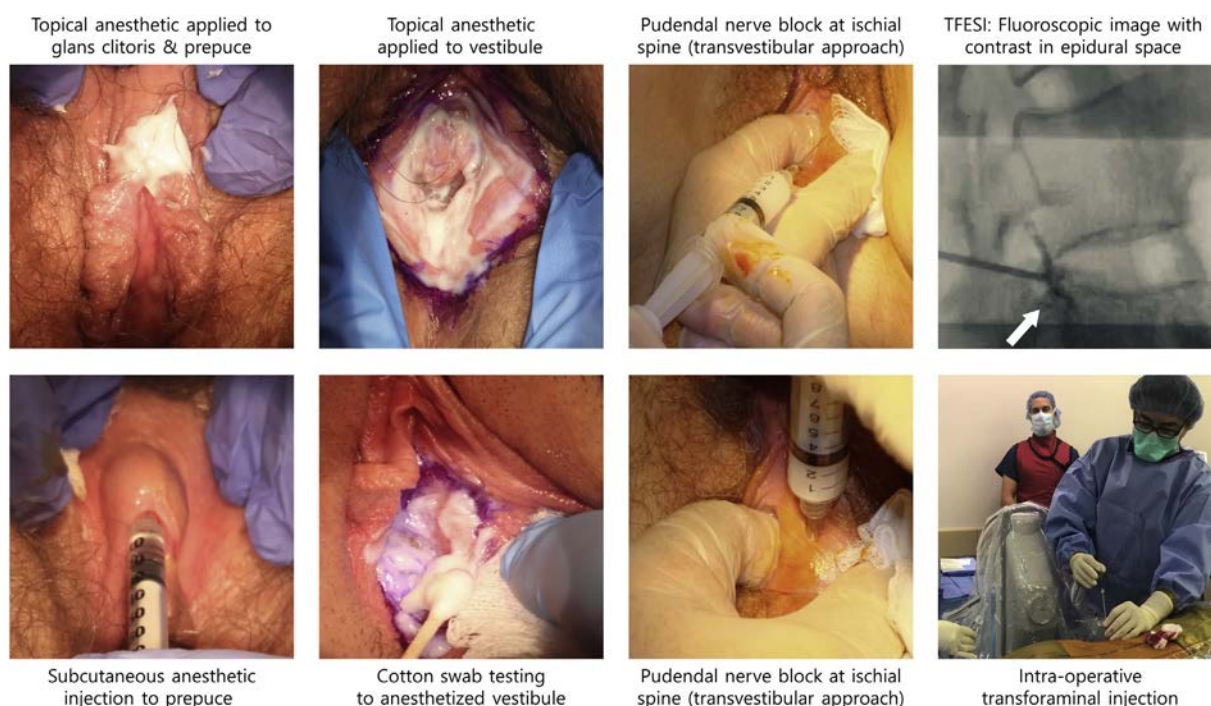 Topical anesthetic applied to
glans clitoris & prepuce
Topical anesthetic
applied to vestibule
Pudendal nerve block at ischial
spine (transvestibular approach)
TFESI: Fluoroscopic image with
contrast in epidural space
Subcutaneous anesthetic
injection to prepuce
Cotton swab testing
to anesthetized vestibule
Pudendal nerve block at ischial
spine (transvestibular approach)
Intra-operative
transforaminal injection